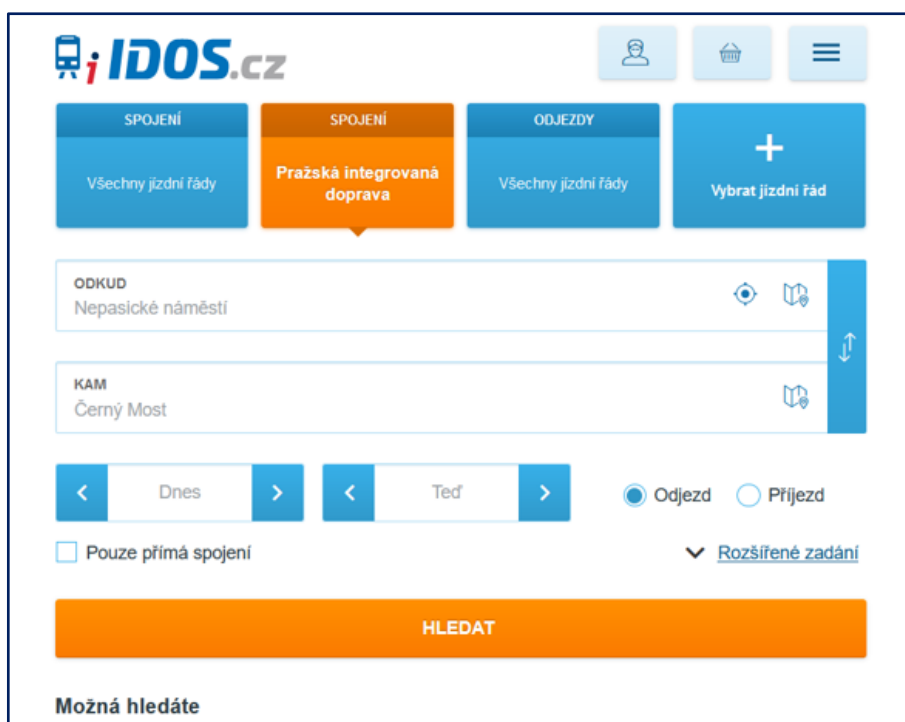 IDOS.cz
SPOJENÍ
Všechny jízdní řády
SPOJENÍ
Pražská integrovaná
doprava
ODJEZDY
Všechny jízdní řády
Vybrat jízdní řád
ODKUD
Nepasické náměstí
KAM
Černý Most
Dnes
Teď
Odjezd
Příjezd
Pouze přímá spojení
Rozšířené zadání
HLEDAT
Možná hledáte